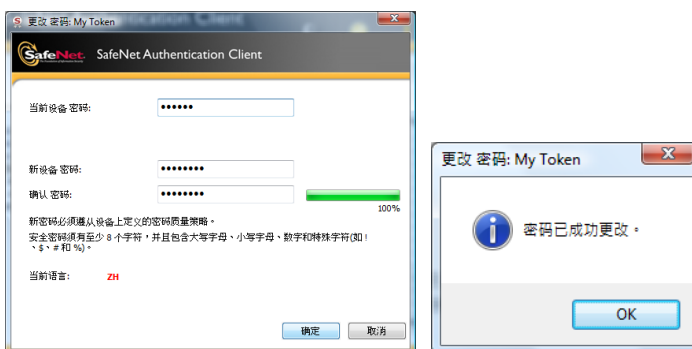 更改 密码: My Token
SafeNet. SafeNet Authentication Client
当前设备 密码: ••••••
新设备 密码: ••••••••
确认 密码: ••••••••
100%
新密码必须遵从设备上定义的密码质量策略。
安全密码须有至少 8 个字符，并且包含大写字母、小写字母、数字和特殊字符(如 !
、$、# 和 %)。
当前语言: ZH
确定 取消
更改 密码: My Token
密码已成功更改。
OK